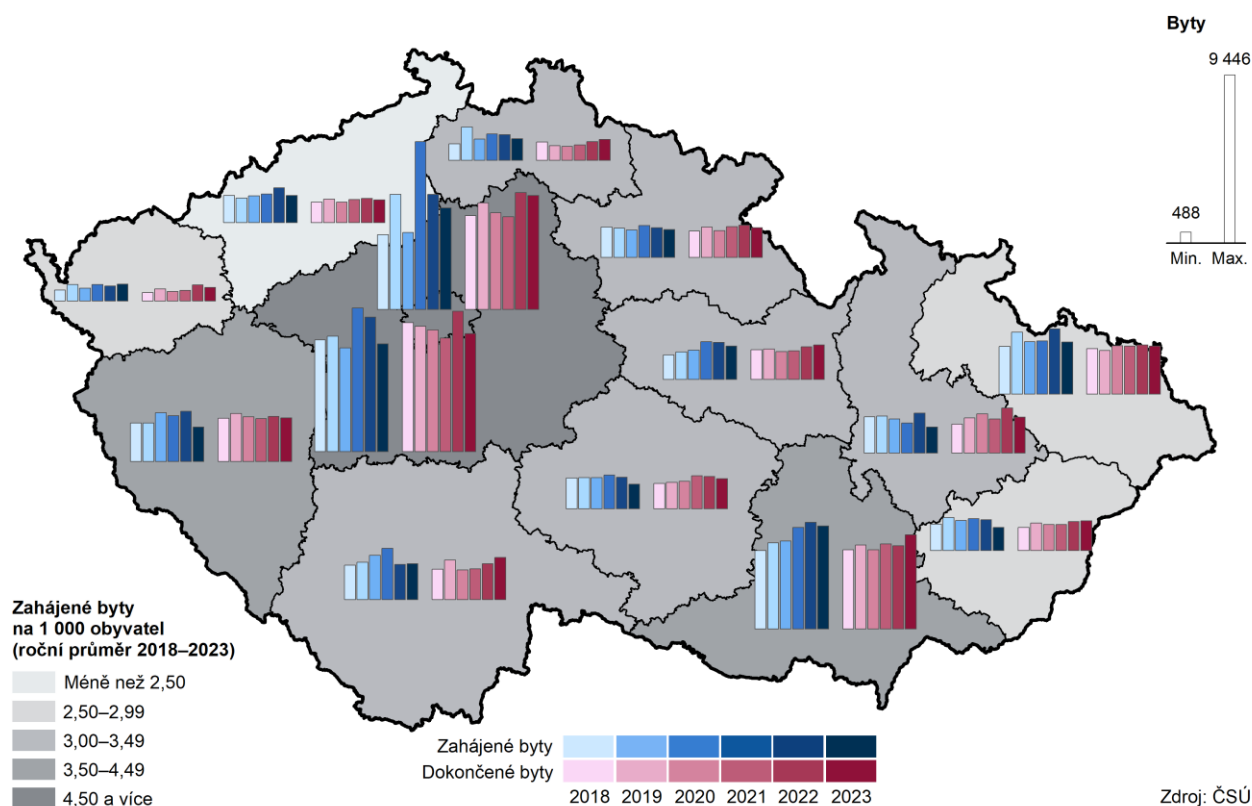 Byty
9 446
488
Min. Max.
Zahájené byty
na 1 000 obyvatel
(roční průměr 2018–2023)
Méně než 2,50
2,50–2,99
3,00–3,49
3,50–4,49
4,50 a více
Zahájené byty
Dokončené byty
2018 2019 2020 2021 2022 2023
Zdroj: ČSÚ